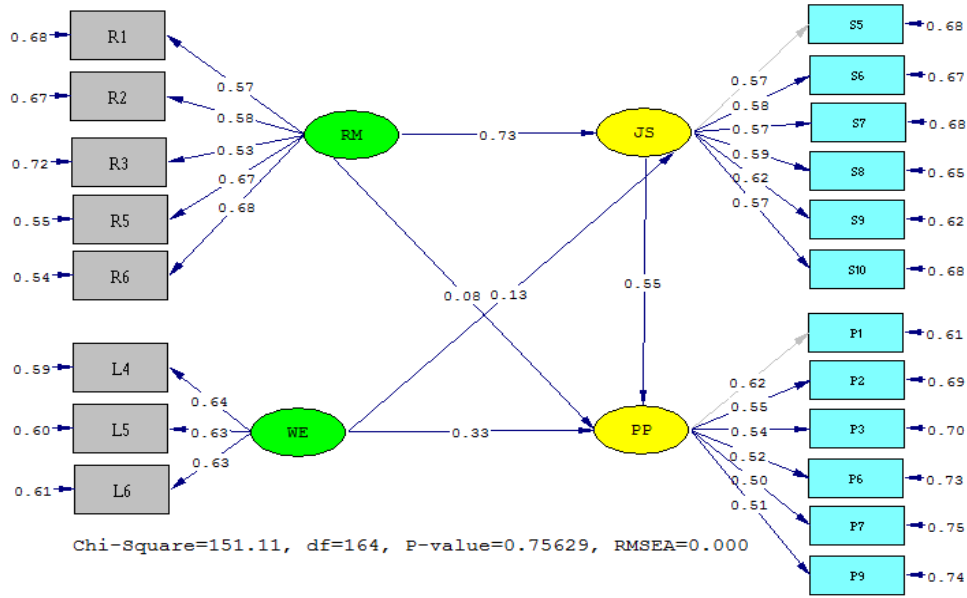 0.68 R1
0.67 R2
0.72 R3
0.55 R5
0.54 R6
0.57
0.58
0.53
0.67
0.68
RM
0.73
JS
0.57
0.58
0.57
0.59
0.62
0.57
S5 0.68
S6 0.67
S7 0.68
S8 0.65
S9 0.62
S10 0.68
0.08 0.13
0.55
0.59 L4
0.60 L5
0.61 L6
0.64
0.63
0.63
WE
0.33
PP
0.62
0.55
0.54
0.52
0.50
0.51
P1 0.61
P2 0.69
P3 0.70
P6 0.73
P7 0.75
P9 0.74
Chi-Square=151.11, df=164, P-value=0.75629, RMSEA=0.000